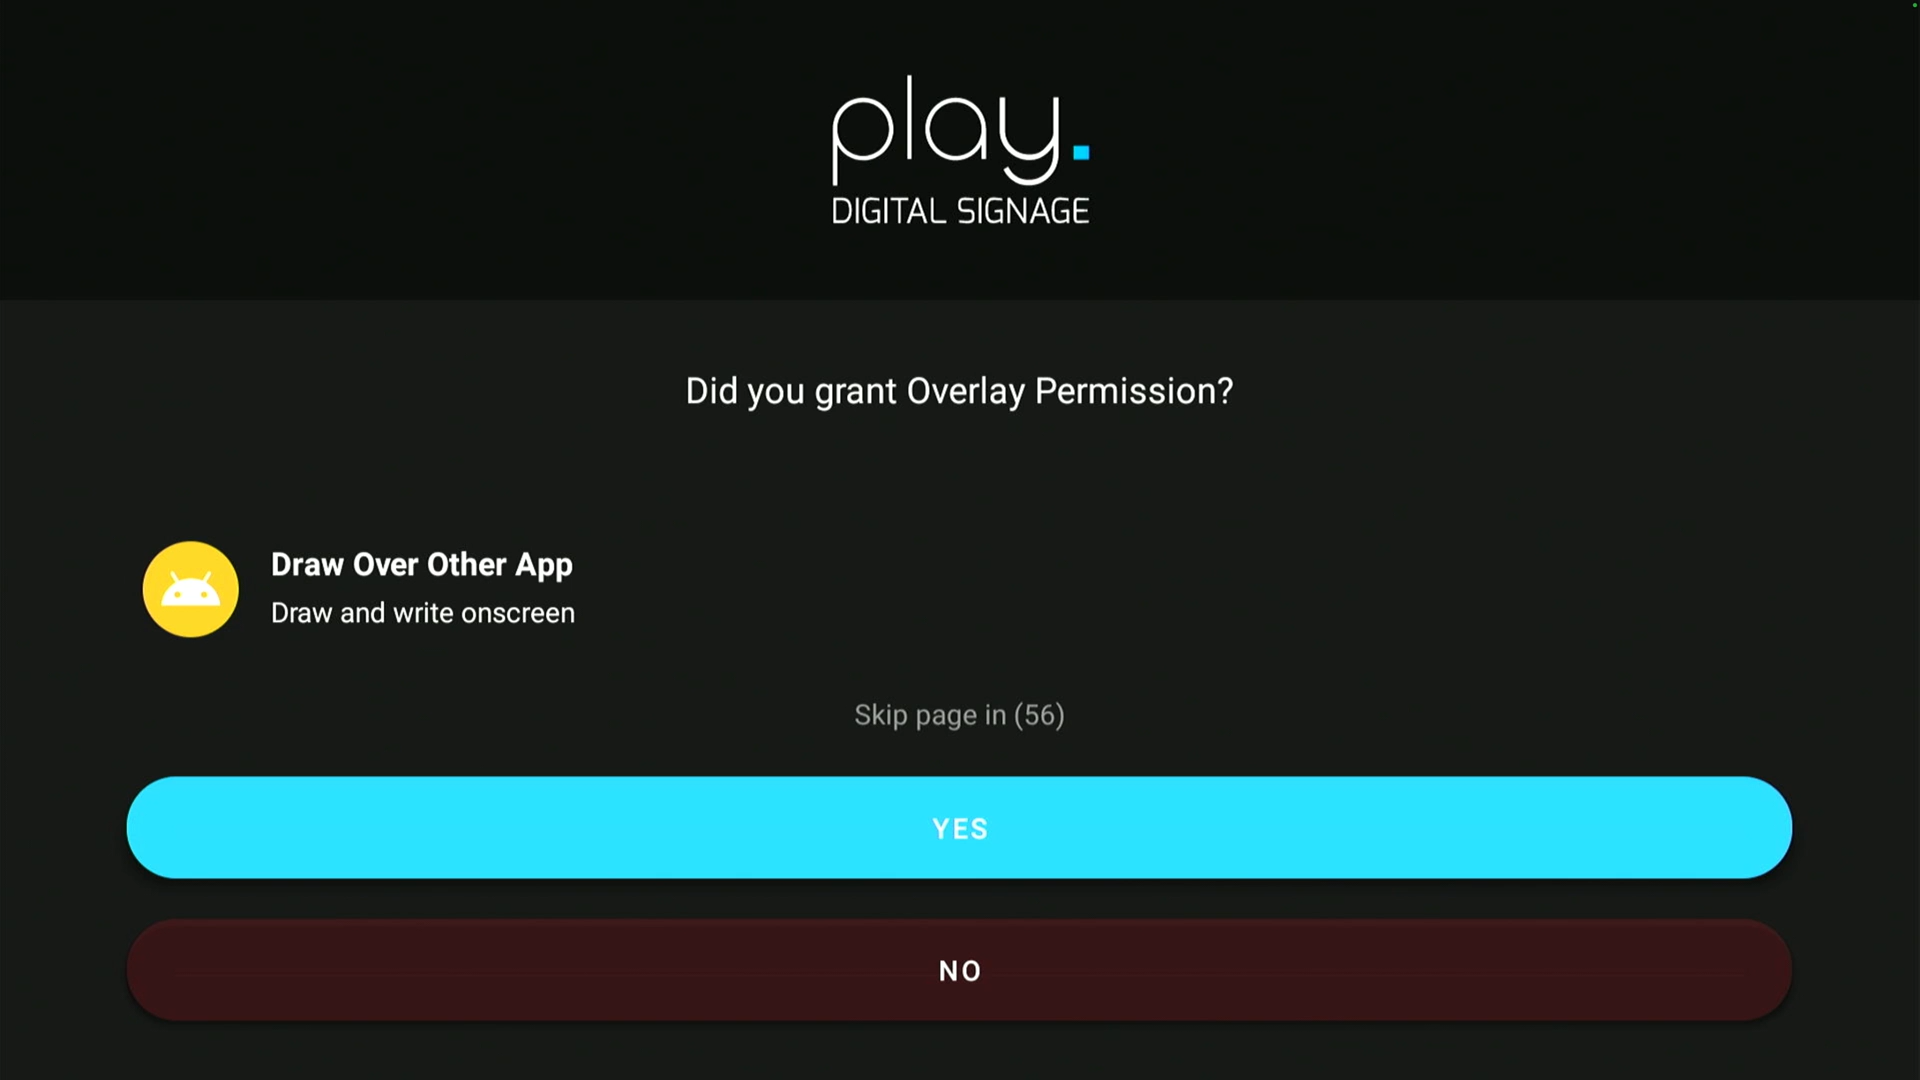 play.
DIGITAL SIGNAGE
Did you grant Overlay Permission?
Draw Over Other App
Draw and write onscreen
Skip page in (56)
YES
NO